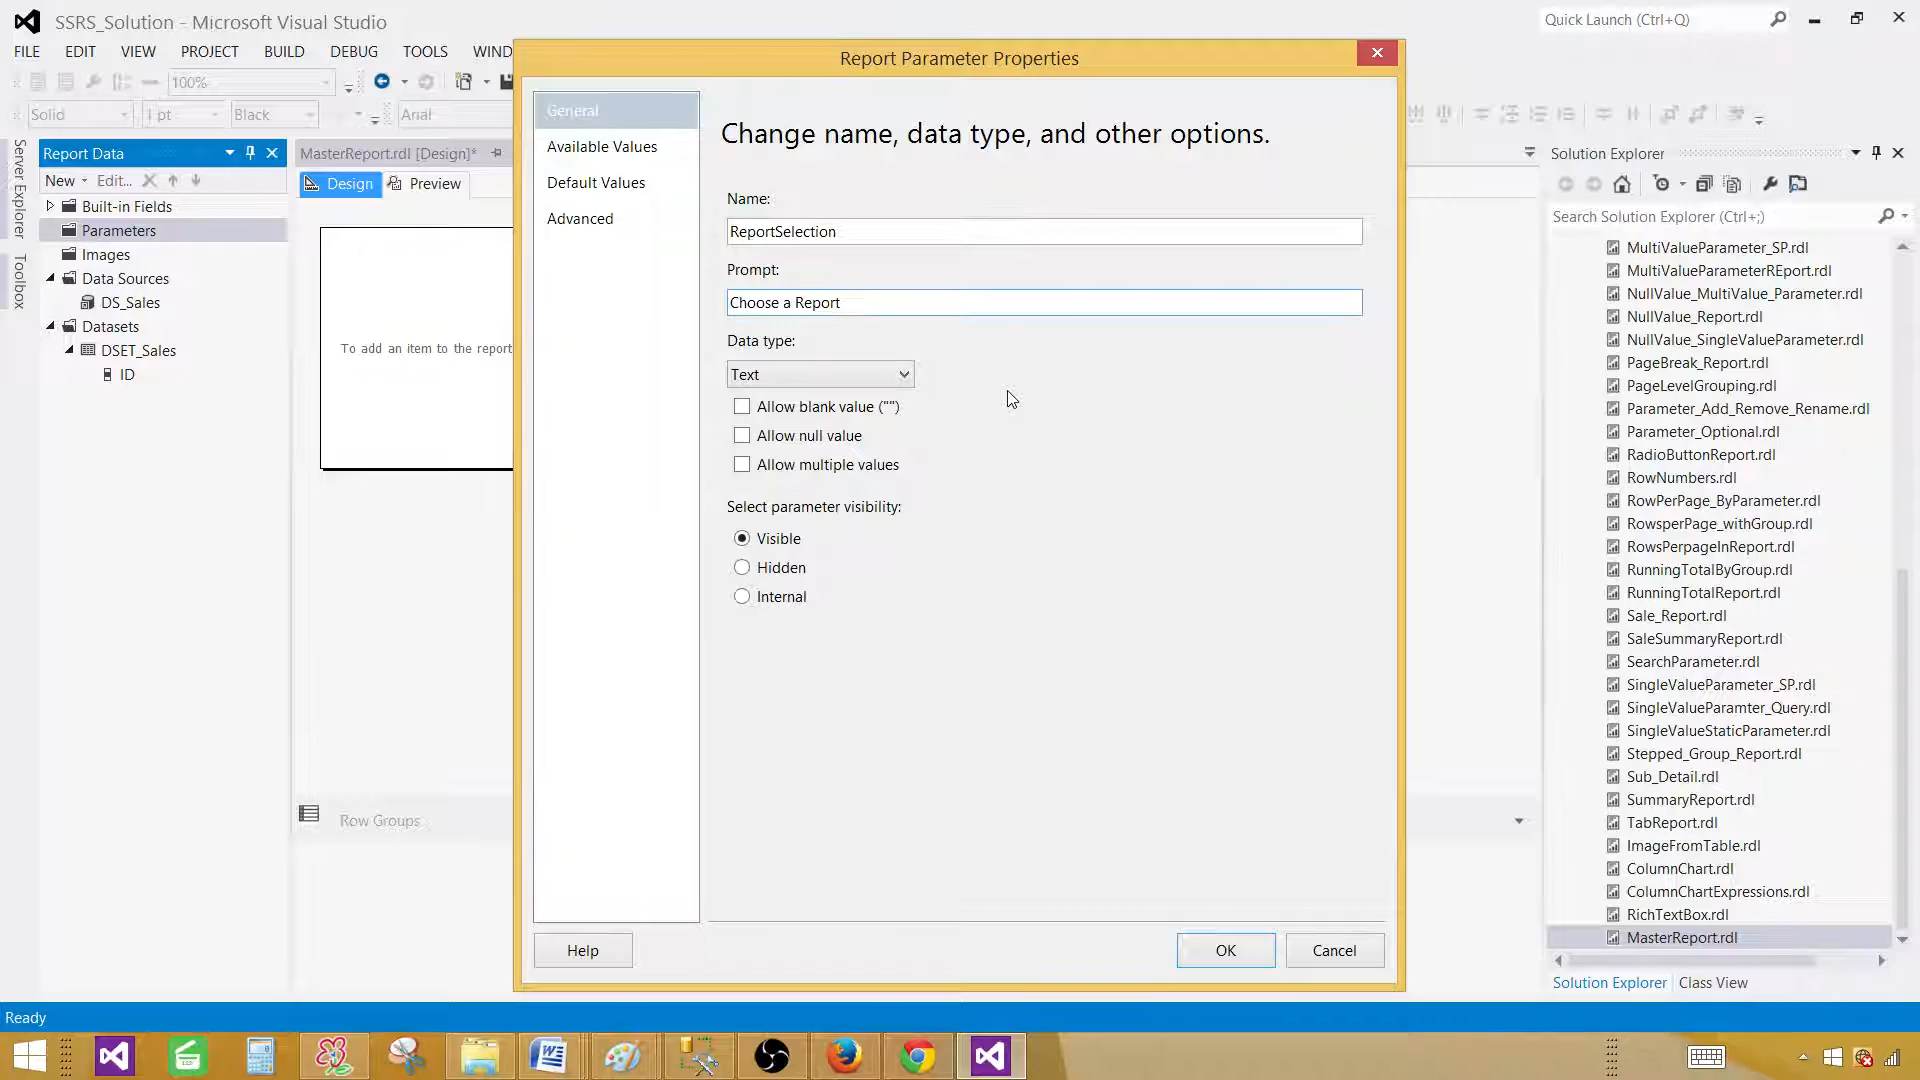 SSRS_Solution - Microsoft Visual Studio
Quick Launch (Ctrl+Q)
FILE EDIT VIEW PROJECT BUILD DEBUG TOOLS WIND
100%
Solid 1 pt Black Arial
Report Parameter Properties
General
Available Values
Default Values
Advanced
Change name, data type, and other options.
Name:
ReportSelection
Prompt:
Choose a Report
Data type:
Text
Allow blank value ("")
Allow null value
Allow multiple values
Select parameter visibility:
Visible
Hidden
Internal
Help
OK
Cancel
Server Explorer
Toolbox
Report Data
New Edit...
Built-in Fields
Parameters
Images
Data Sources
DS_Sales
Datasets
DSET_Sales
ID
MasterReport.rdl [Design]*
Design Preview
To add an item to the report
Row Groups
Solution Explorer
Search Solution Explorer (Ctrl+;)
MultiValueParameter_SP.rdl
MultiValueParameterREport.rdl
NullValue_MultiValue_Parameter.rdl
NullValue_Report.rdl
NullValue_SingleValueParameter.rdl
PageBreak_Report.rdl
PageLevelGrouping.rdl
Parameter_Add_Remove_Rename.rdl
Parameter_Optional.rdl
RadioButtonReport.rdl
RowNumbers.rdl
RowPerPage_ByParameter.rdl
RowsperPage_withGroup.rdl
RowsPerpageInReport.rdl
RunningTotalByGroup.rdl
RunningTotalReport.rdl
Sale_Report.rdl
SaleSummaryReport.rdl
SearchParameter.rdl
SingleValueParameter_SP.rdl
SingleValueParamter_Query.rdl
SingleValueStaticParameter.rdl
Stepped_Group_Report.rdl
Sub_Detail.rdl
SummaryReport.rdl
TabReport.rdl
ImageFromTable.rdl
ColumnChart.rdl
ColumnChartExpressions.rdl
RichTextBox.rdl
MasterReport.rdl
Solution Explorer Class View
Ready